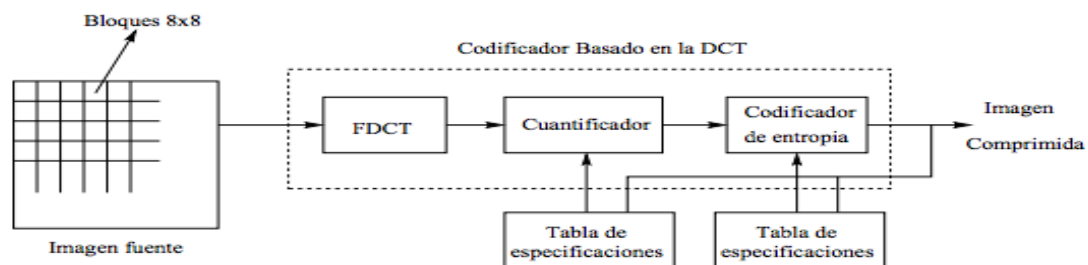 Bloques 8x8
Codificador Basado en la DCT
FDCT
Cuantificador
Codificador
de entropia
Imagen
Comprimida
Imagen fuente
Tabla de
especificaciones
Tabla de
especificaciones